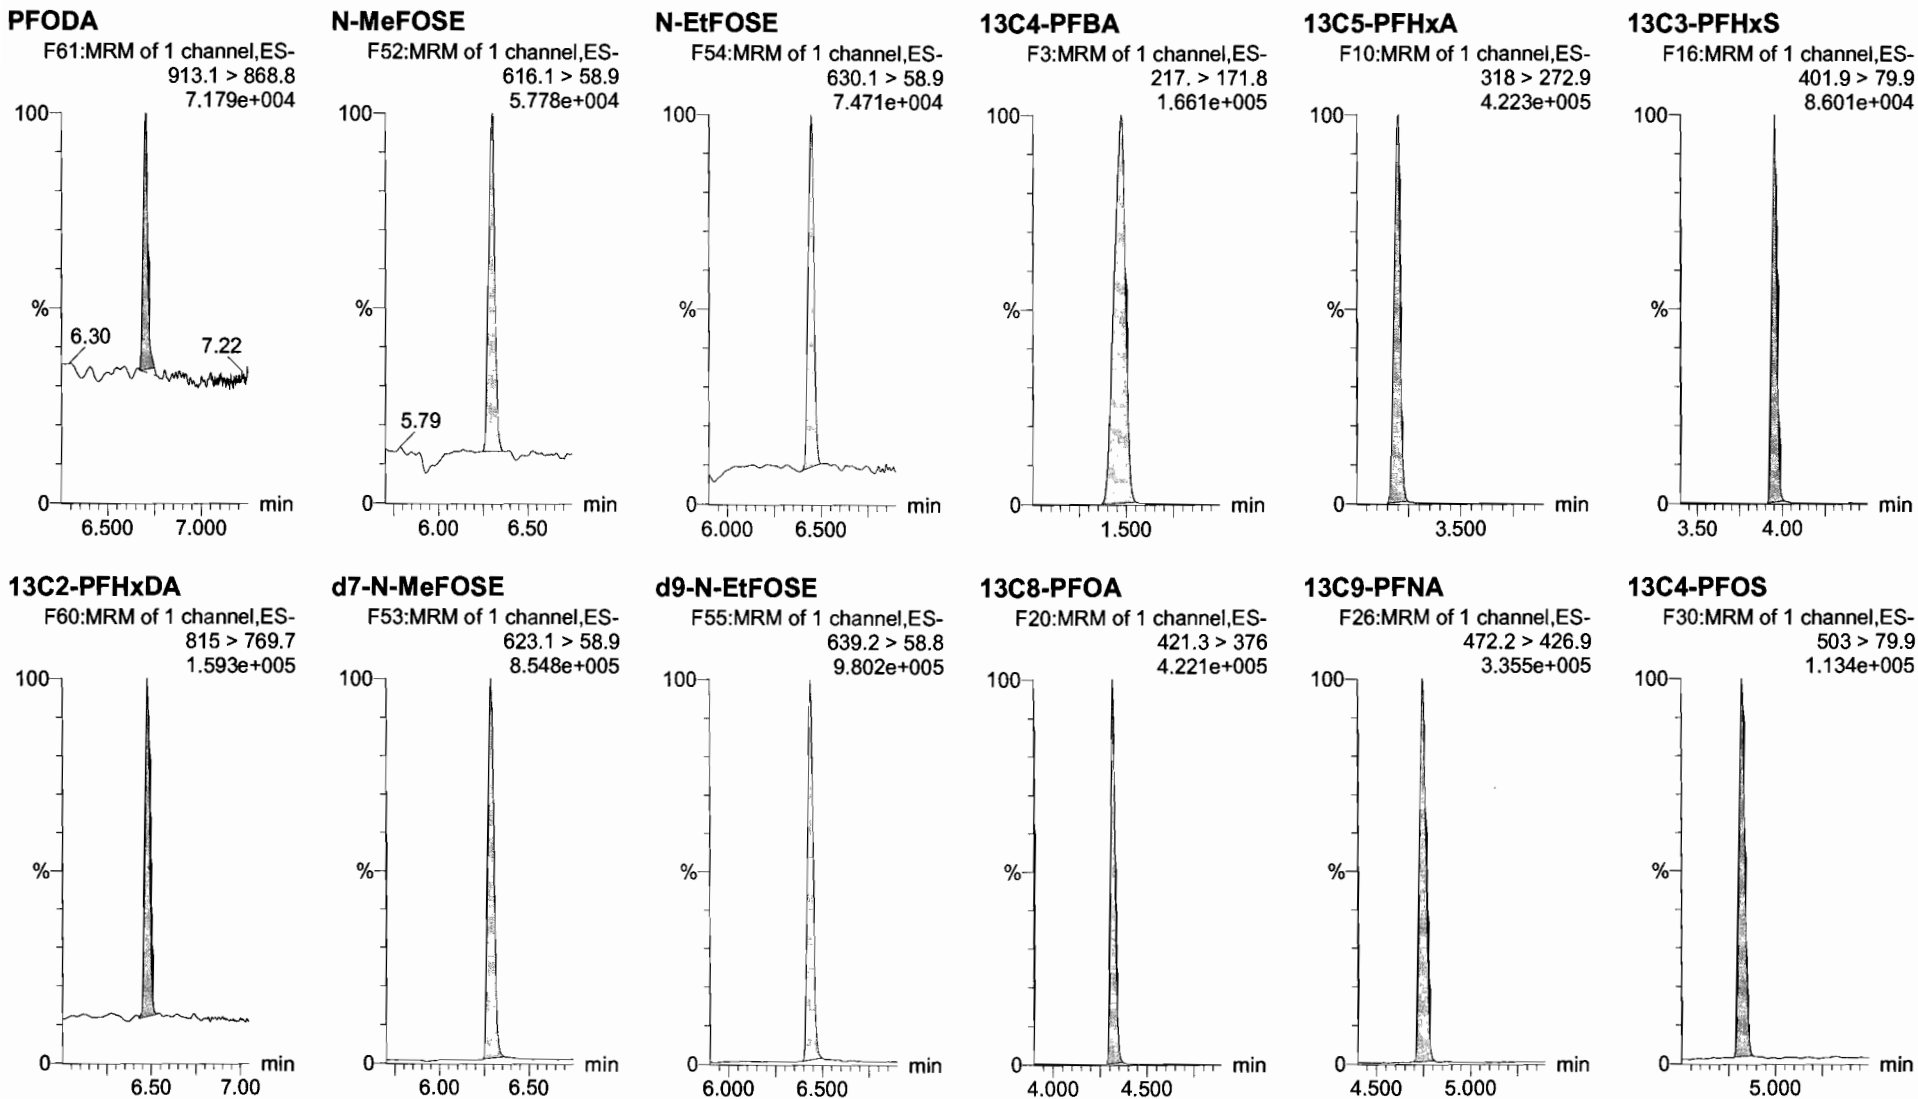 PFODA
F61:MRM of 1 channel,ES-
913.1 > 868.8
7.179e+004
100
%
6.30
7.22
0
min
6.500 7.000
N-MeFOSE
F52:MRM of 1 channel,ES-
616.1 > 58.9
5.778e+004
100
%
5.79
0
min
6.00 6.50
N-EtFOSE
F54:MRM of 1 channel,ES-
630.1 > 58.9
7.471e+004
100
%
0
min
6.000 6.500
13C4-PFBA
F3:MRM of 1 channel,ES-
217. > 171.8
1.661e+005
100
%
0
min
1.500
13C5-PFHxA
F10:MRM of 1 channel,ES-
318 > 272.9
4.223e+005
100
%
0
min
3.500
13C3-PFHxS
F16:MRM of 1 channel,ES-
401.9 > 79.9
8.601e+004
100
%
0
min
3.50 4.00
13C2-PFHxDA
F60:MRM of 1 channel,ES-
815 > 769.7
1.593e+005
100
%
0
min
6.50 7.00
d7-N-MeFOSE
F53:MRM of 1 channel,ES-
623.1 > 58.9
8.548e+005
100
%
0
min
6.00 6.50
d9-N-EtFOSE
F55:MRM of 1 channel,ES-
639.2 > 58.8
9.802e+005
100
%
0
min
6.000 6.500
13C8-PFOA
F20:MRM of 1 channel,ES-
421.3 > 376
4.221e+005
100
%
0
min
4.000 4.500
13C9-PFNA
F26:MRM of 1 channel,ES-
472.2 > 426.9
3.355e+005
100
%
0
min
4.500 5.000
13C4-PFOS
F30:MRM of 1 channel,ES-
503 > 79.9
1.134e+005
100
%
0
min
5.000